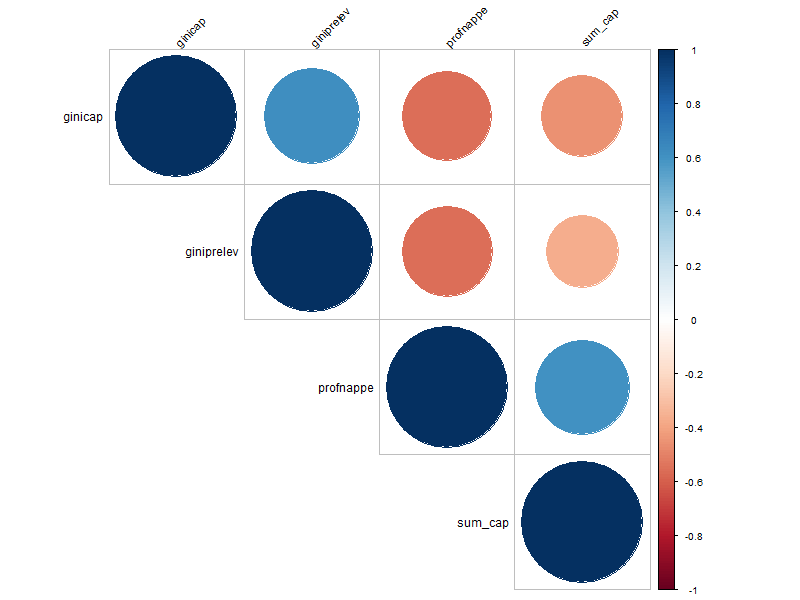 ginicap
giniprelev
profnappe
sum_cap
ginicap
giniprelev
profnappe
sum_cap
1
0.8
0.6
0.4
0.2
0
-0.2
-0.4
-0.6
-0.8
-1